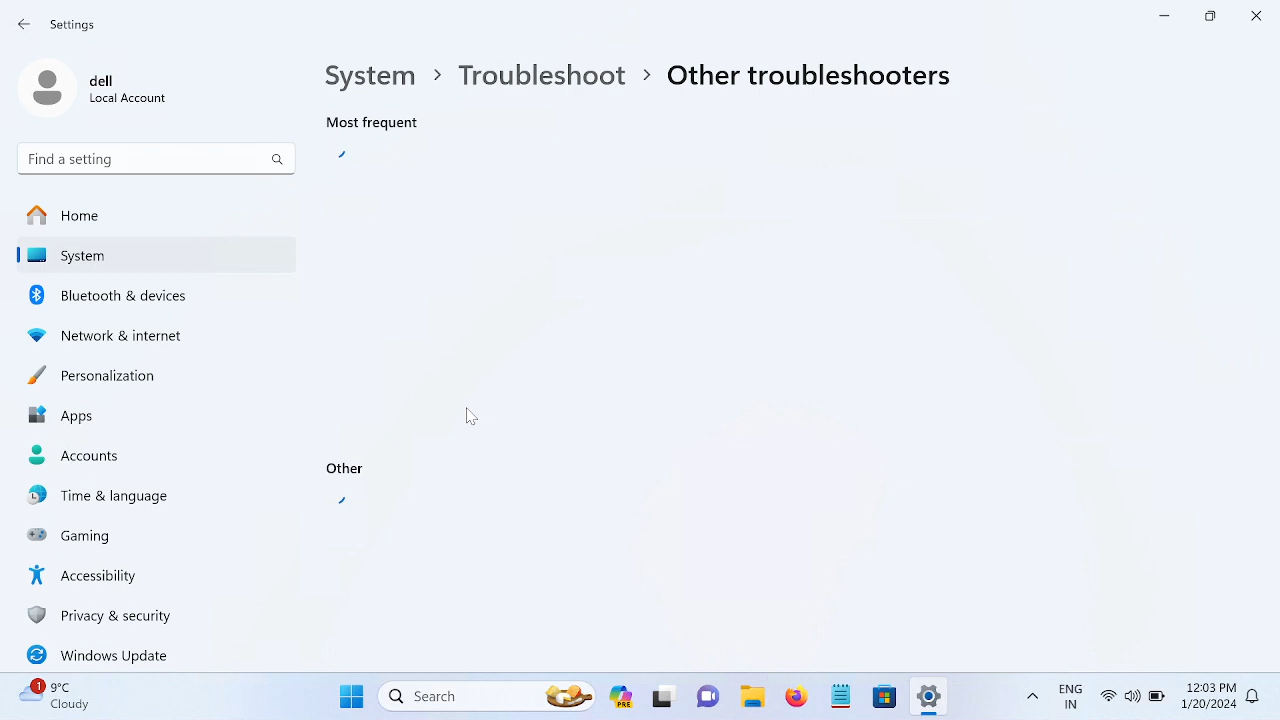 Settings
dell
Local Account
Find a setting
Home
System
Bluetooth & devices
Network & internet
Personalization
Apps
Accounts
Time & language
Gaming
Accessibility
Privacy & security
Windows Update
System > Troubleshoot > Other troubleshooters
Most frequent
Other
1
9°C
Cloudy
Search
PRE
ENG
IN
12:03 PM
1/20/2024